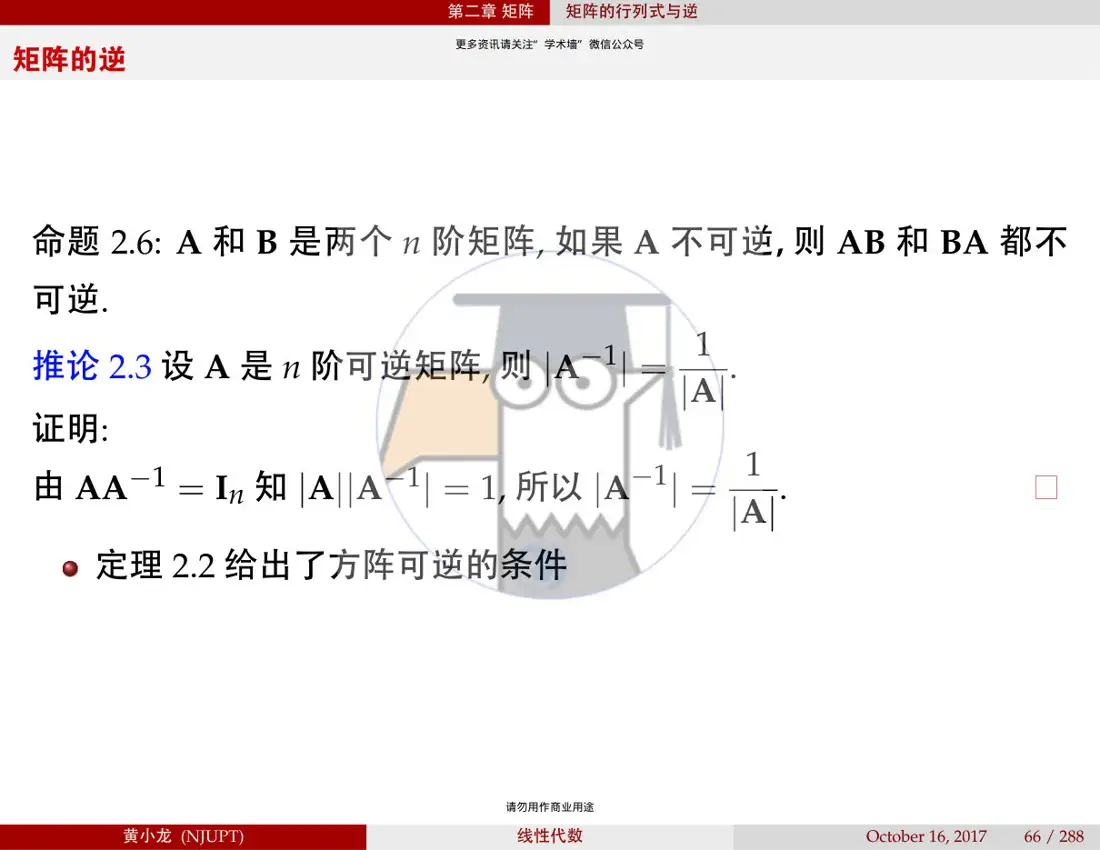 第二章 矩阵 矩阵的行列式与逆
更多资讯请关注“学术墙”微信公众号
矩阵的逆
命题 2.6: A 和 B 是两个 n 阶矩阵, 如果 A 不可逆, 则 AB 和 BA 都不
可逆.
推论 2.3 设 A 是 n 阶可逆矩阵, 则 |A⁻¹| = 1/|A|.
证明:
由 AA⁻¹ = Iₙ 知 |A||A⁻¹| = 1, 所以 |A⁻¹| = 1/|A|. □
定理 2.2 给出了方阵可逆的条件
请勿用作商业用途
黄小龙 (NJUPT) 线性代数 October 16, 2017 66 / 288